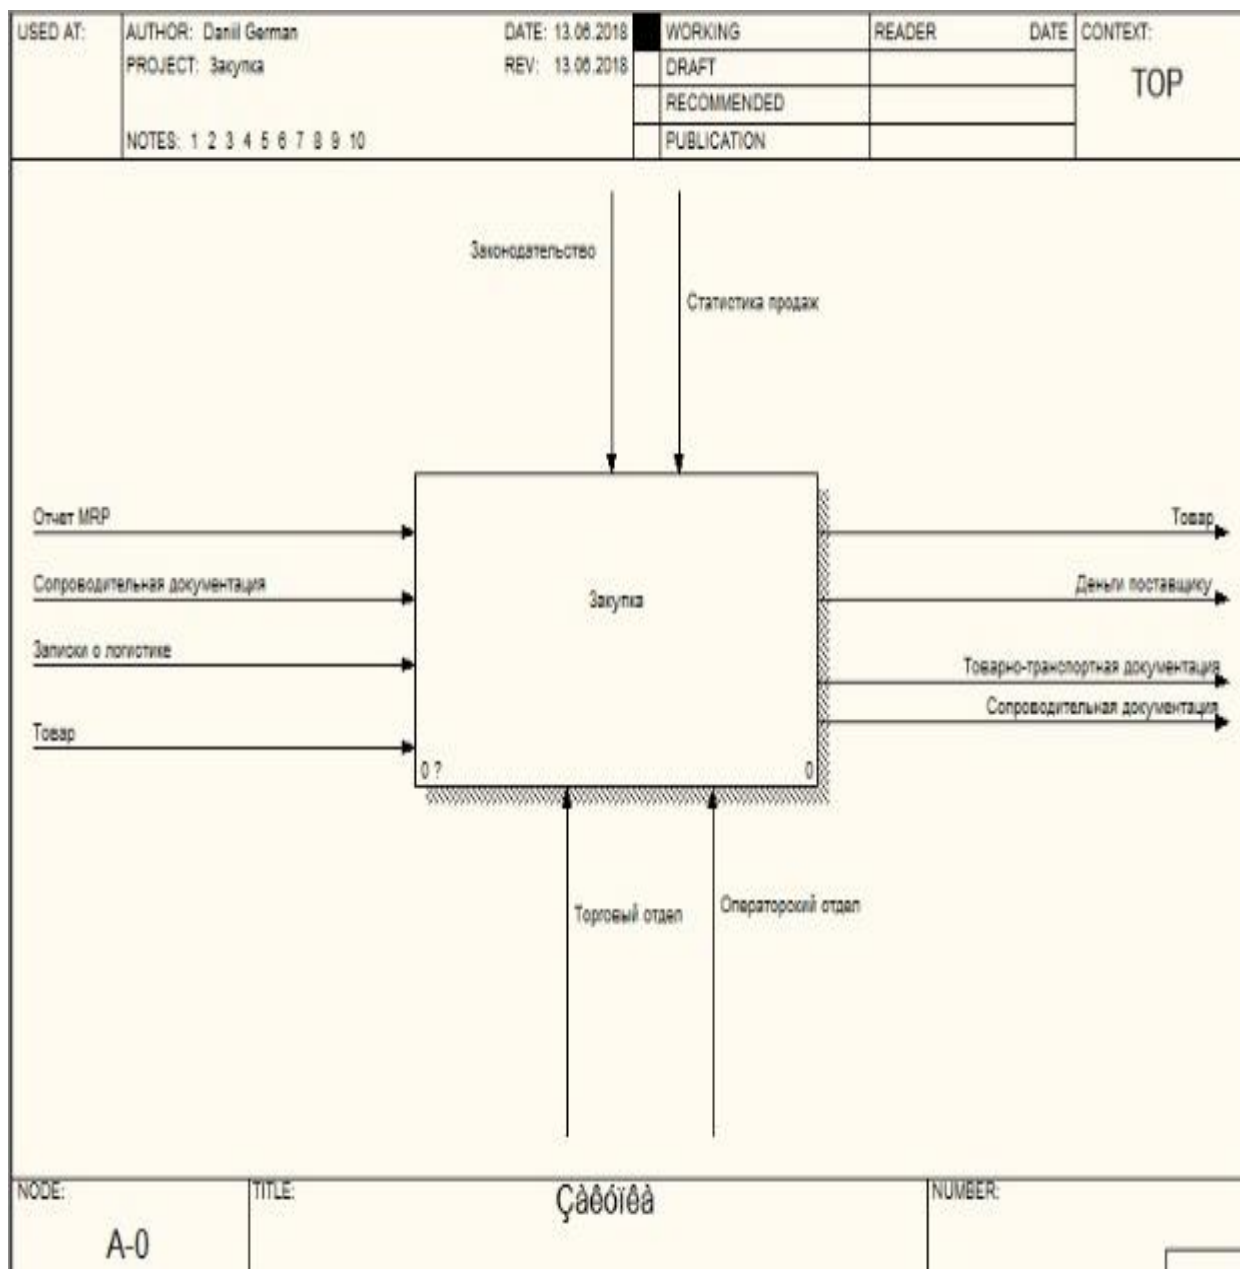 USED AT:
AUTHOR: Daniil German
DATE: 13.06.2018
WORKING
READER
DATE
CONTEXT:
PROJECT: Закупка
REV: 13.06.2018
DRAFT
TOP
RECOMMENDED
NOTES: 1 2 3 4 5 6 7 8 9 10
PUBLICATION
Законодательство
Статистика продаж
Отчет MRP
Товар
Сопроводительная документация
Закупка
Деньги поставщику
Записки о логистике
Товарно-транспортная документация
Сопроводительная документация
Товар
0 ?
0
Торговый отдел
Операторский отдел
NODE:
TITLE:
Çàêóïêà
NUMBER:
A-0